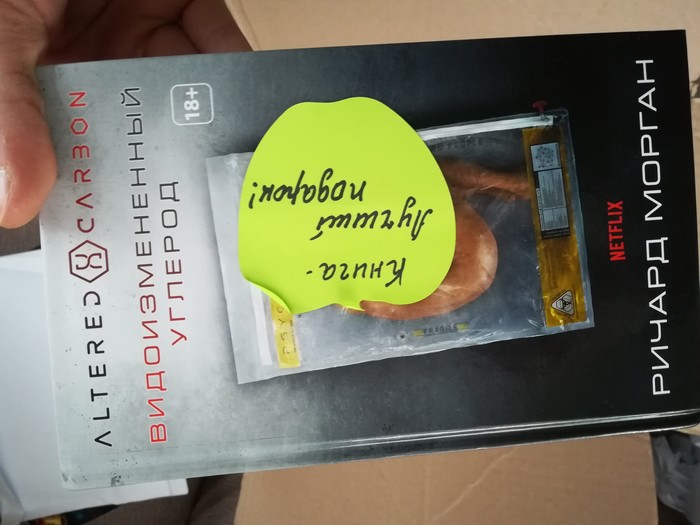 РИЧАРД МОРГАН
NETFLIX
Книга -
Лучший
подарок!
18+
ALTERED CARBON
ВИДОИЗМЕНЕННЫЙ
УГЛЕРОД